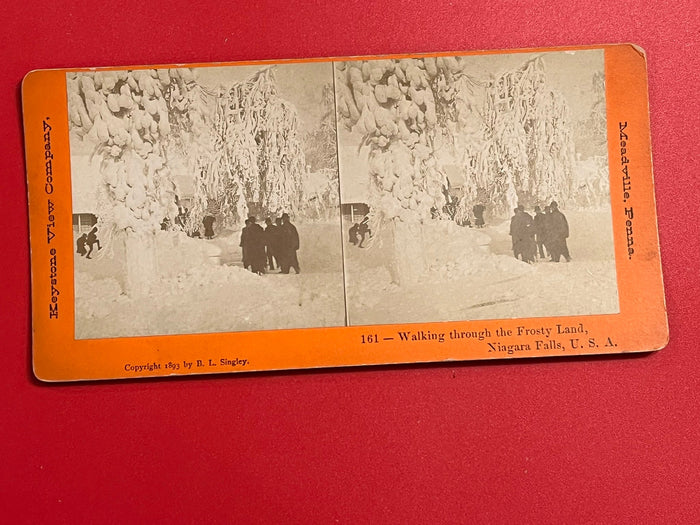 Keystone View Company,
Meadville, Penna.
161 — Walking through the Frosty Land,
Niagara Falls, U. S. A.
Copyright 1893 by B. L. Singley.